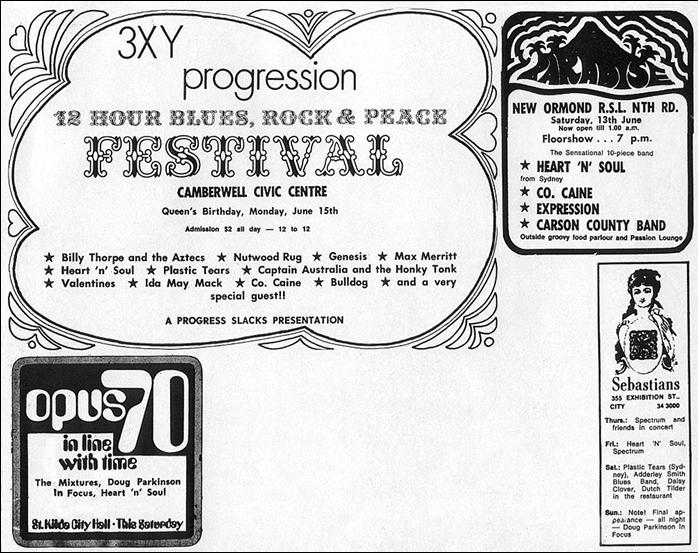 3XY
progression
12 HOUR BLUES, ROCK & PEACE
FESTIVAL
CAMBERWELL CIVIC CENTRE
Queen's Birthday, Monday, June 15th
Admission $2 all day — 12 to 12
★ Billy Thorpe and the Aztecs ★ Nutwood Rug ★ Genesis ★ Max Merritt
★ Heart 'n' Soul ★ Plastic Tears ★ Captain Australia and the Honky Tonk
★ Valentines ★ Ida May Mack ★ Co. Caine ★ Bulldog ★ and a very
special guest!!
A PROGRESS SLACKS PRESENTATION
PARADISE
NEW ORMOND R.S.L. NTH RD.
Saturday, 13th June
Now open till 1.00 a.m.
Floorshow . . . 7 p.m.
The Sensational 10-piece band
★ HEART 'N' SOUL
from Sydney
★ CO. CAINE
★ EXPRESSION
★ CARSON COUNTY BAND
Outside groovy food parlour and Passion Lounge
opus 70
in line
with time
The Mixtures, Doug Parkinson
In Focus, Heart 'n' Soul
St. Kilda City Hall · This Saturday
Sebastians
355 EXHIBITION ST.,
CITY 34 3000
Thurs.: Spectrum and
friends in concert
Fri.: Heart 'N' Soul,
Spectrum
Sat.: Plastic Tears (Syd-
ney), Adderley Smith
Blues Band, Daisy
Clover, Dutch Tilder
in the restaurant
Sun.: Note! Final ap-
pearance — all night
— Doug Parkinson In
Focus